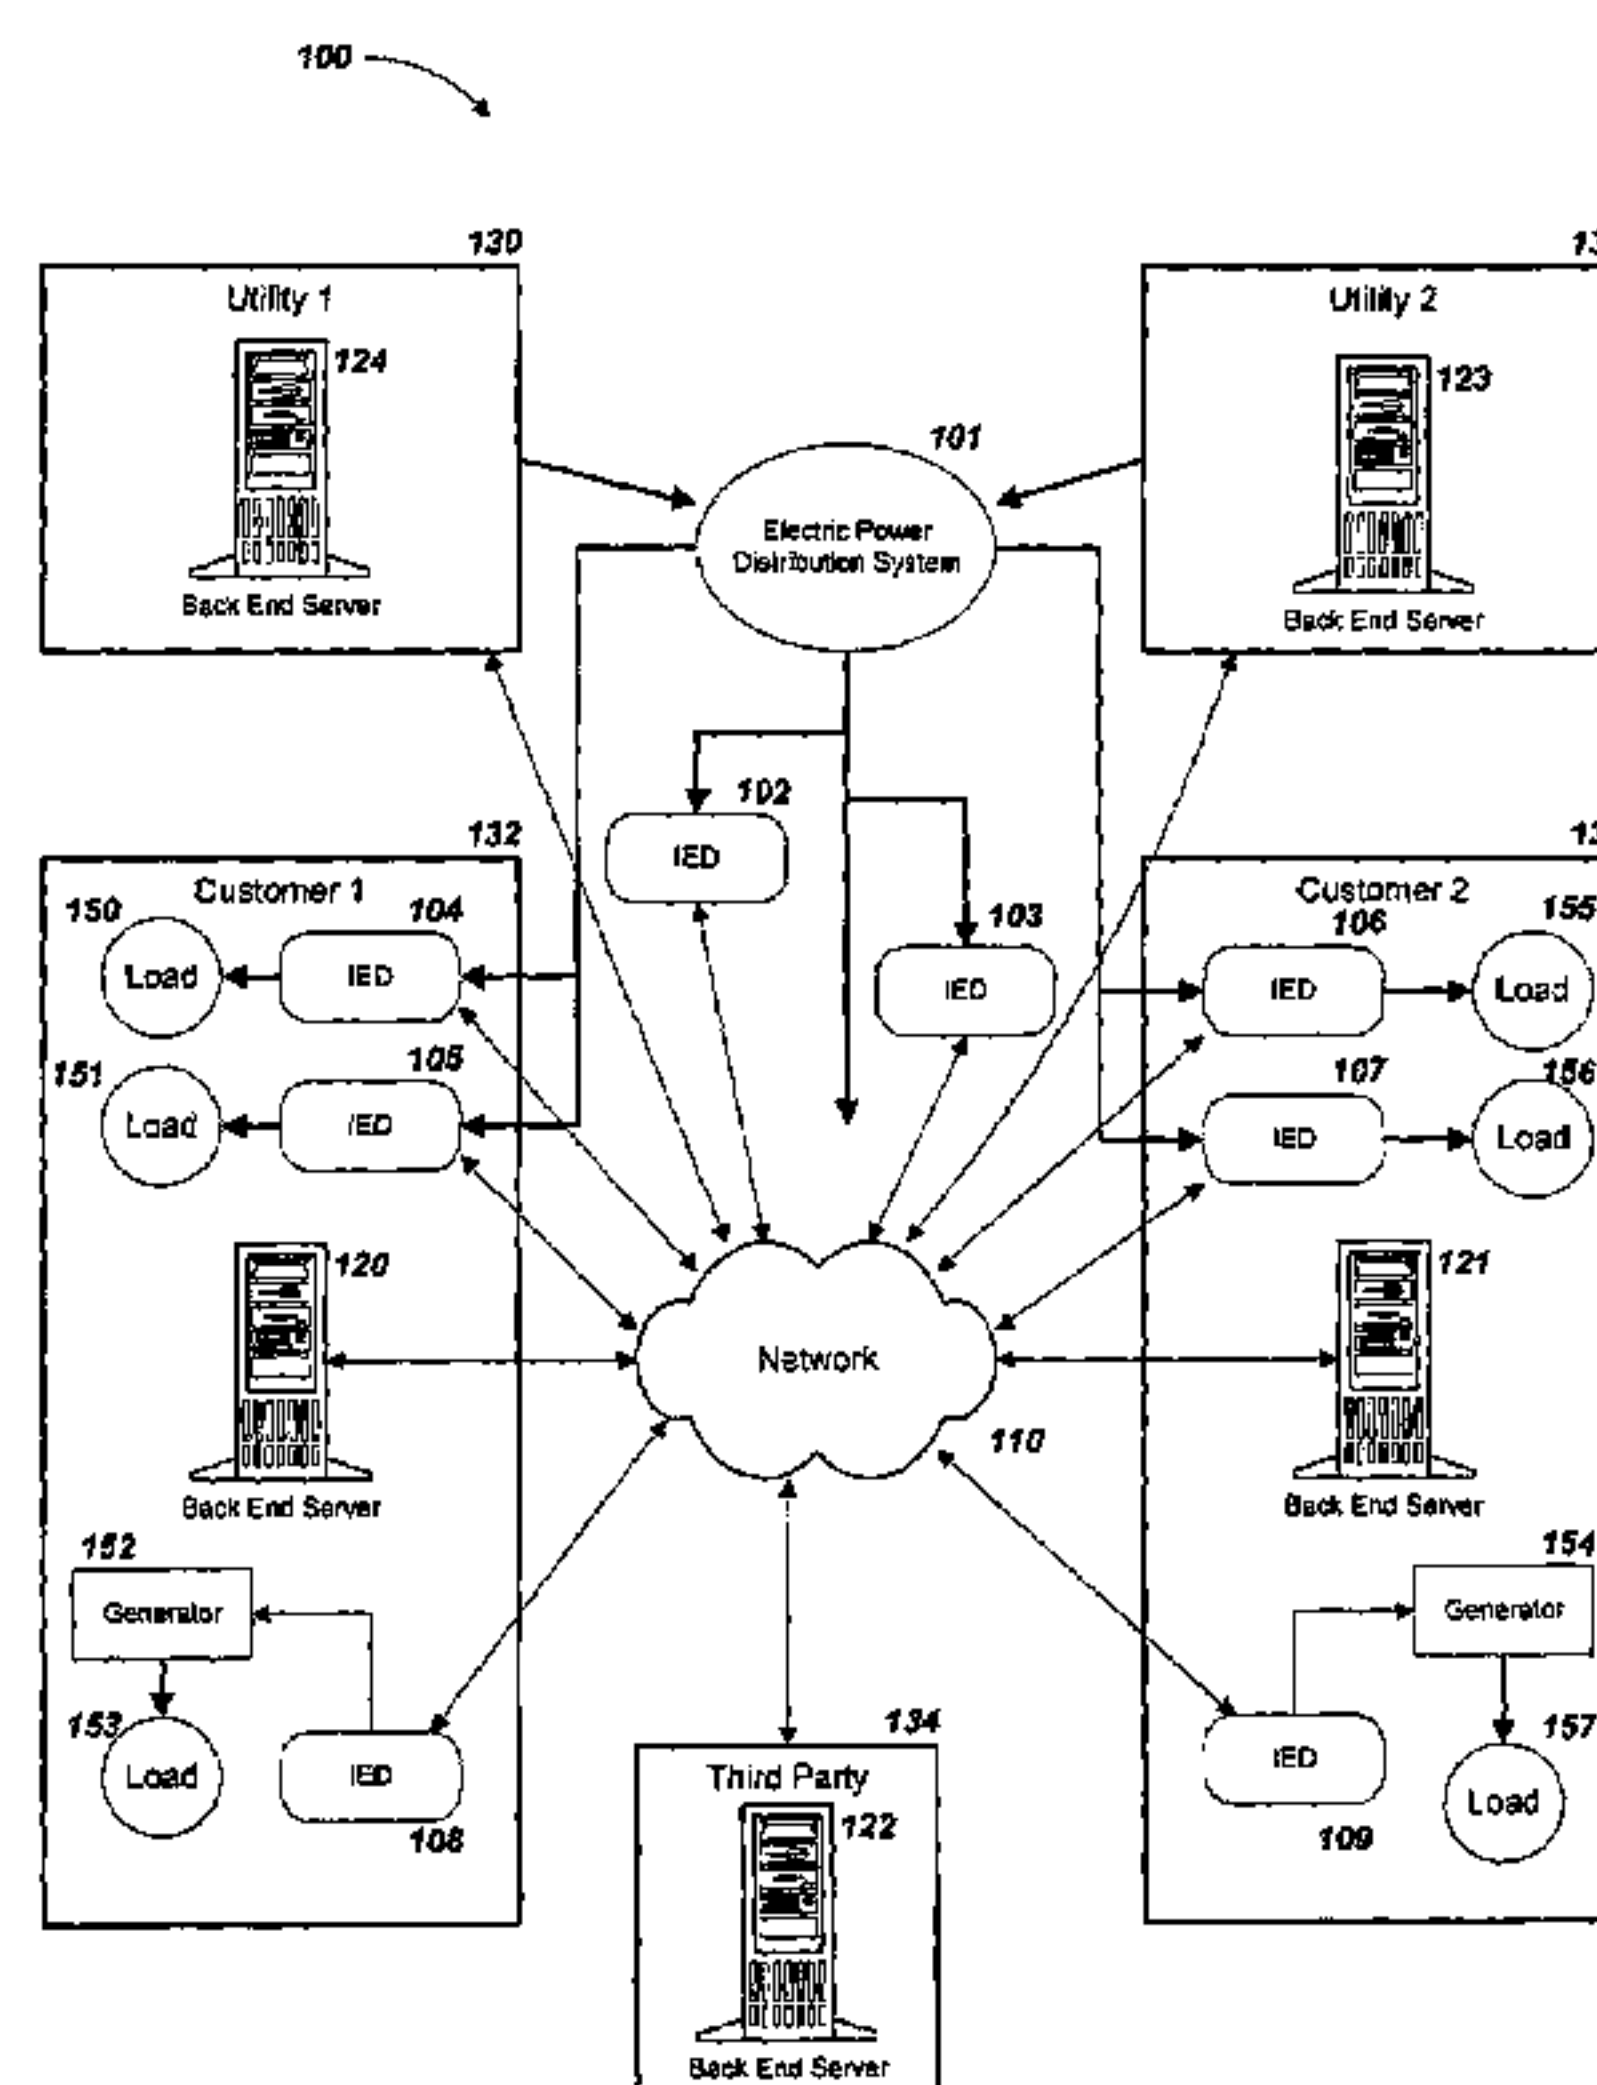 100
130
Utility 1
124
Back End Server
Utility 2
123
Back End Server
101
Electric Power
Distribution System
102
IED
103
IED
132
Customer 1
150
Load
104
IED
151
Load
105
IED
120
Back End Server
152
Generator
153
Load
IED
108
Customer 2
106
IED
155
Load
107
IED
156
Load
121
Back End Server
154
Generator
IED
109
157
Load
Network
110
134
Third Party
122
Back End Server